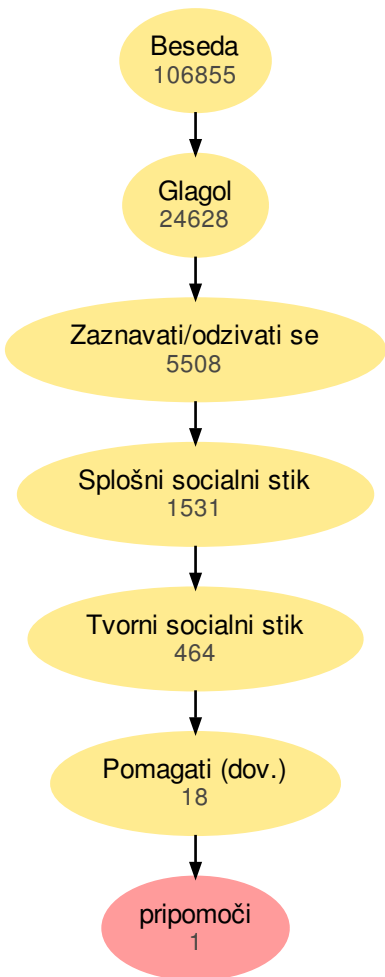 Beseda
106855
Glagol
24628
Zaznavati/odzivati se
5508
Splošni socialni stik
1531
Tvorni socialni stik
464
Pomagati (dov.)
18
pripomoči
1